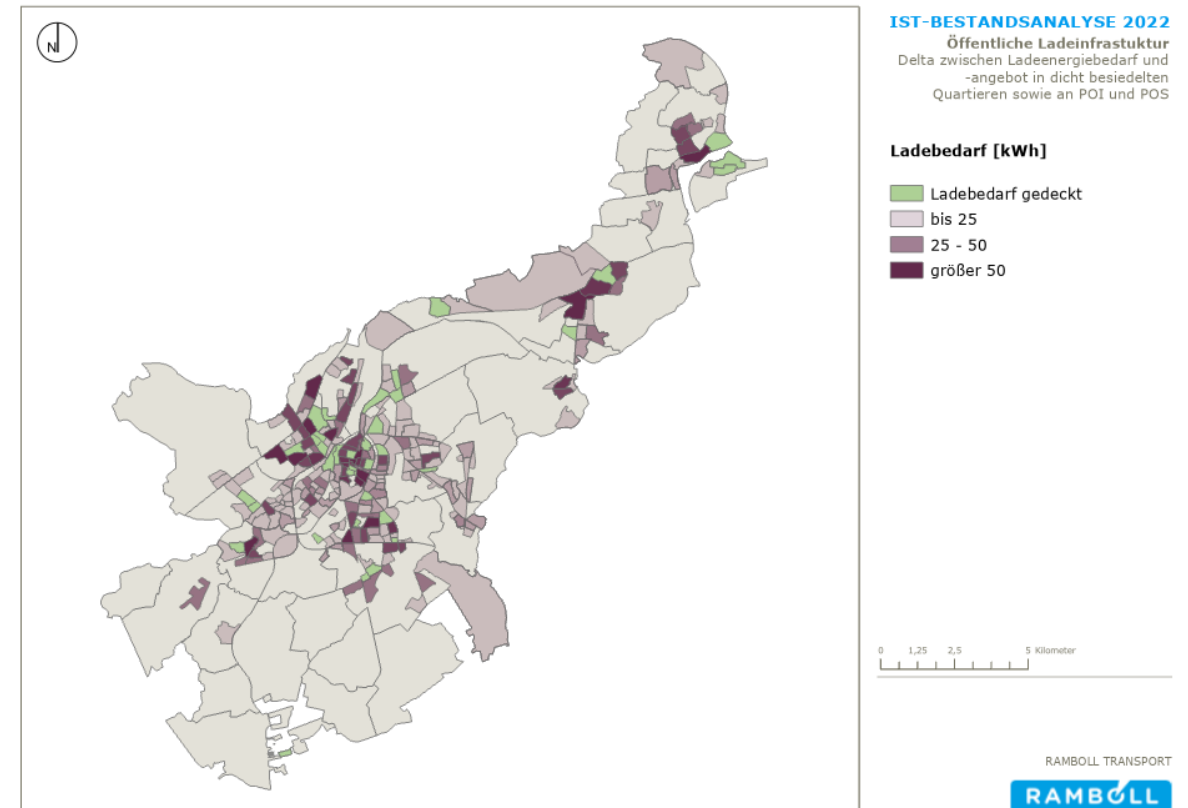 N
IST-BESTANDSANALYSE 2022
Öffentliche Ladeinfrastuktur
Delta zwischen Ladeenergiebedarf und
-angebot in dicht besiedelten
Quartieren sowie an POI und POS
Ladebedarf [kWh]
Ladebedarf gedeckt
bis 25
25 - 50
größer 50
0 1,25 2,5 5 Kilometer
RAMBOLL TRANSPORT
RAMBOLL